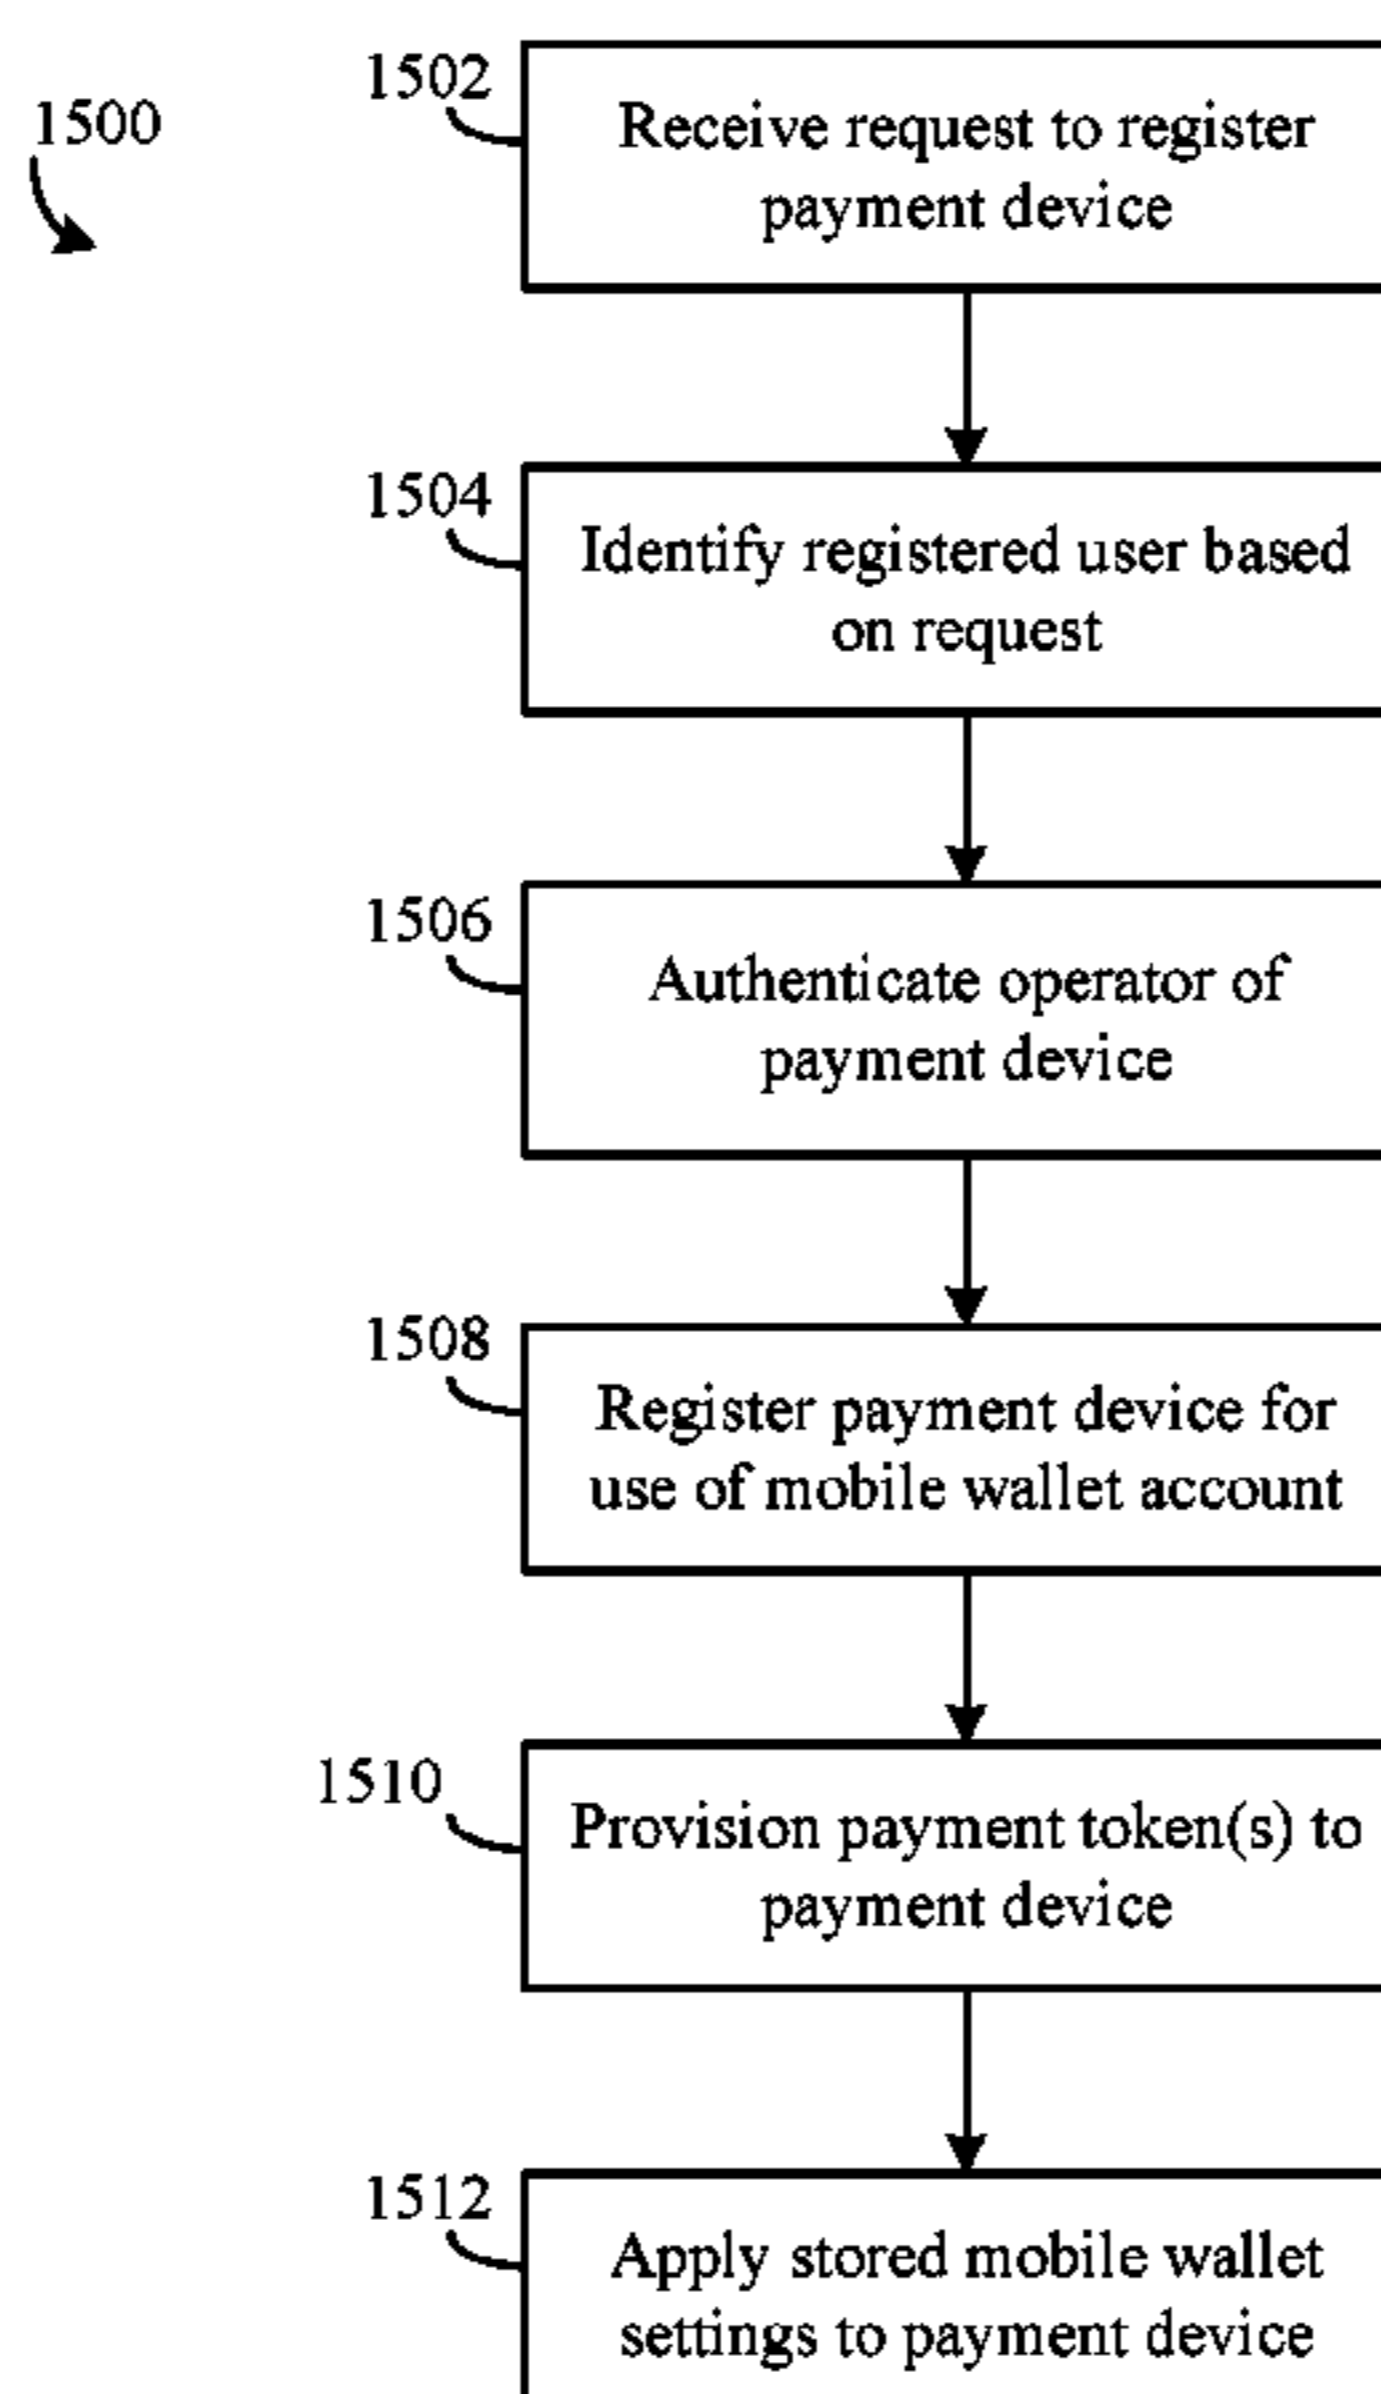 1500
1502
Receive request to register
payment device
1504
Identify registered user based
on request
1506
Authenticate operator of
payment device
1508
Register payment device for
use of mobile wallet account
1510
Provision payment token(s) to
payment device
1512
Apply stored mobile wallet
settings to payment device